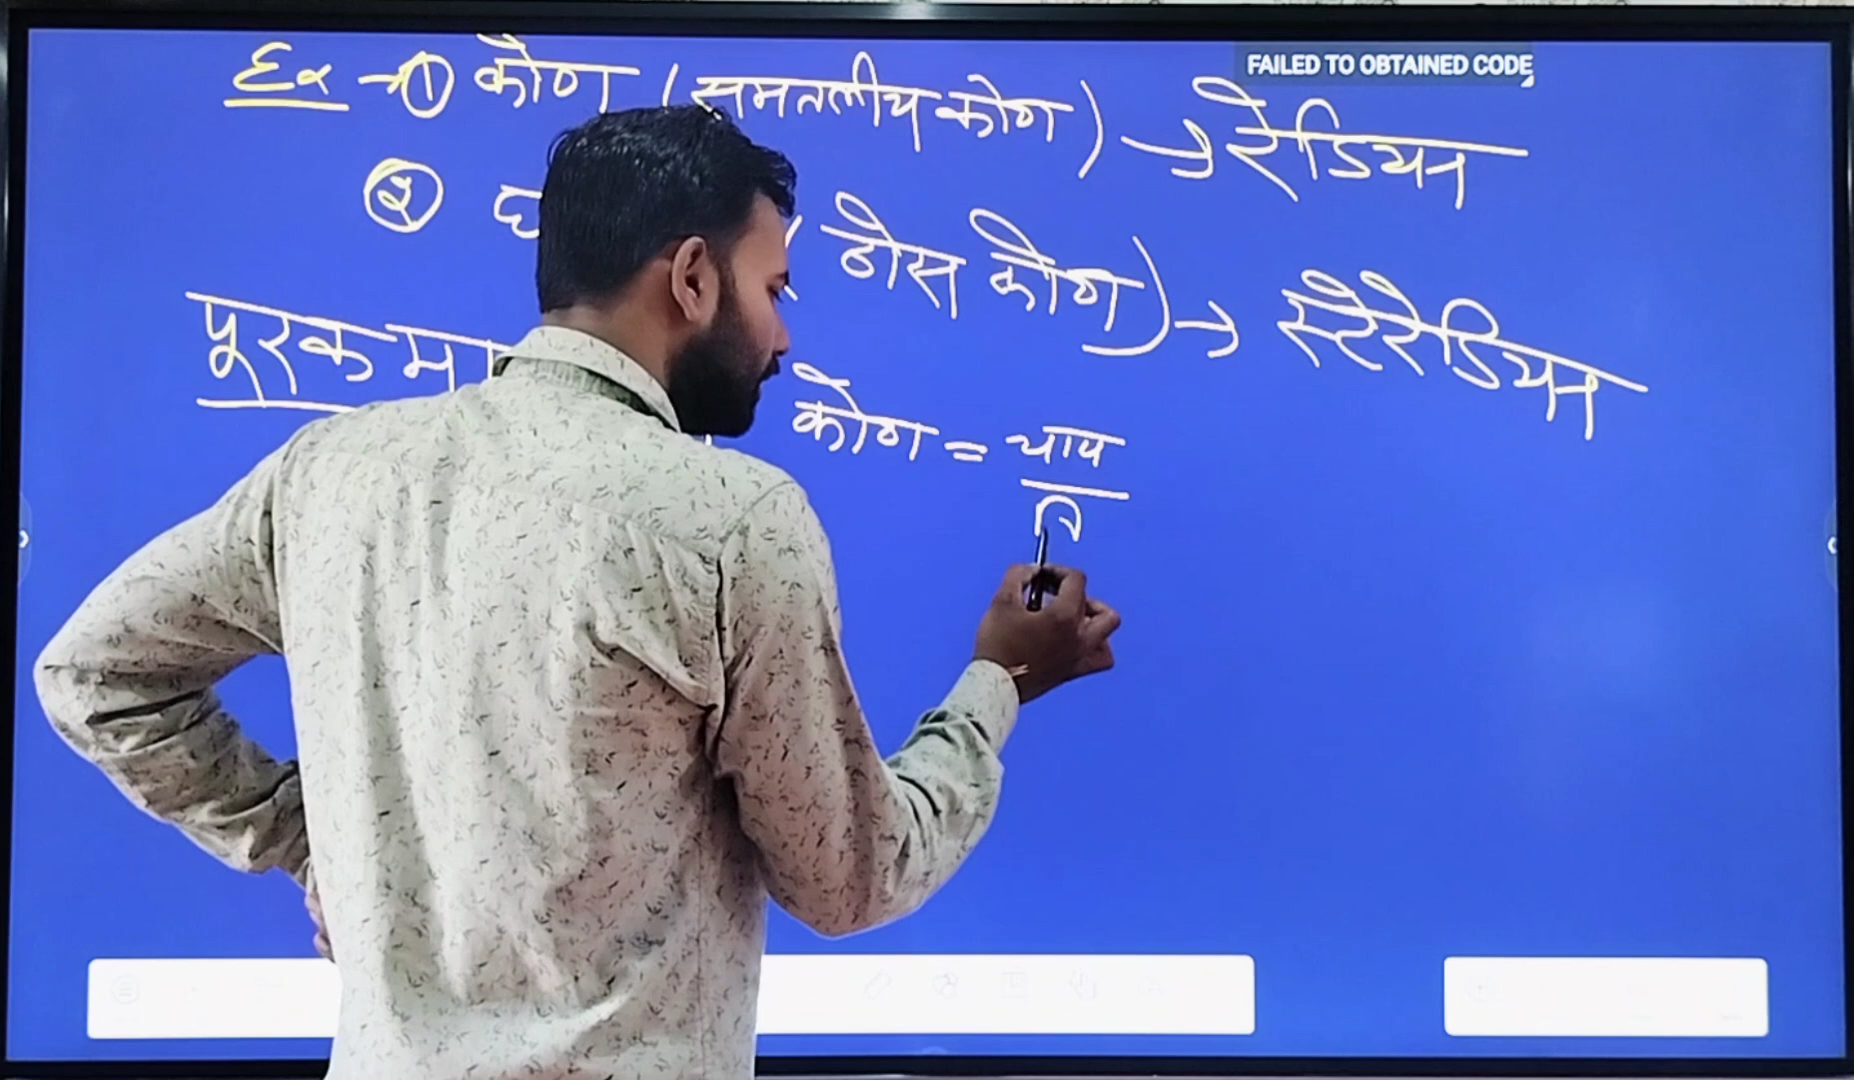 FAILED TO OBTAINED CODE
Ex → ① कोण (समतलीय कोण) → रेडियन
② (ठोस कोण) → स्टैरेडियन
पूरक
कोण = चाप